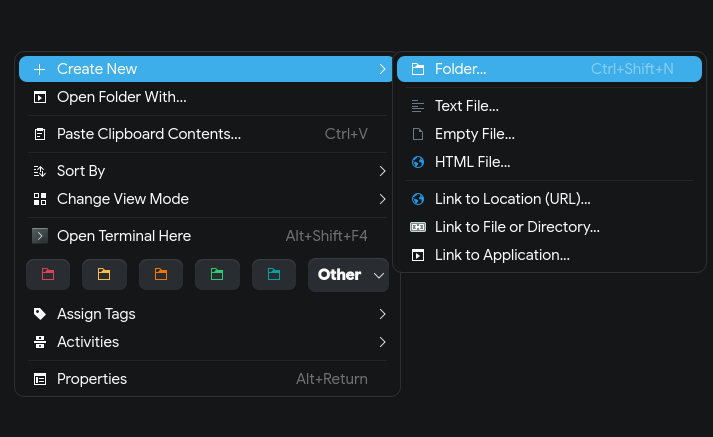 Create New
Open Folder With...
Paste Clipboard Contents... Ctrl+V
Sort By
Change View Mode
Open Terminal Here Alt+Shift+F4
Other
Assign Tags
Activities
Properties Alt+Return
Folder... Ctrl+Shift+N
Text File...
Empty File...
HTML File...
Link to Location (URL)...
Link to File or Directory...
Link to Application...